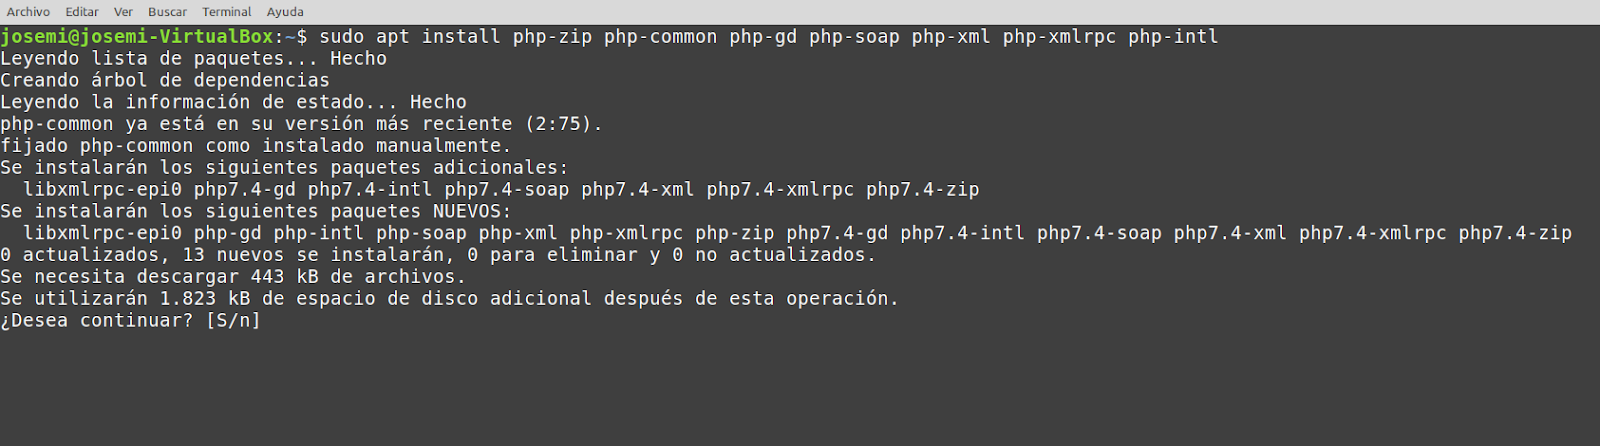 Archivo Editar Ver Buscar Terminal Ayuda
josemi@josemi-VirtualBox:~$ sudo apt install php-zip php-common php-gd php-soap php-xml php-xmlrpc php-intl
Leyendo lista de paquetes... Hecho
Creando árbol de dependencias
Leyendo la información de estado... Hecho
php-common ya está en su versión más reciente (2:75).
fijado php-common como instalado manualmente.
Se instalarán los siguientes paquetes adicionales:
  libxmlrpc-epi0 php7.4-gd php7.4-intl php7.4-soap php7.4-xml php7.4-xmlrpc php7.4-zip
Se instalarán los siguientes paquetes NUEVOS:
  libxmlrpc-epi0 php-gd php-intl php-soap php-xml php-xmlrpc php-zip php7.4-gd php7.4-intl php7.4-soap php7.4-xml php7.4-xmlrpc php7.4-zip
0 actualizados, 13 nuevos se instalarán, 0 para eliminar y 0 no actualizados.
Se necesita descargar 443 kB de archivos.
Se utilizarán 1.823 kB de espacio de disco adicional después de esta operación.
¿Desea continuar? [S/n]